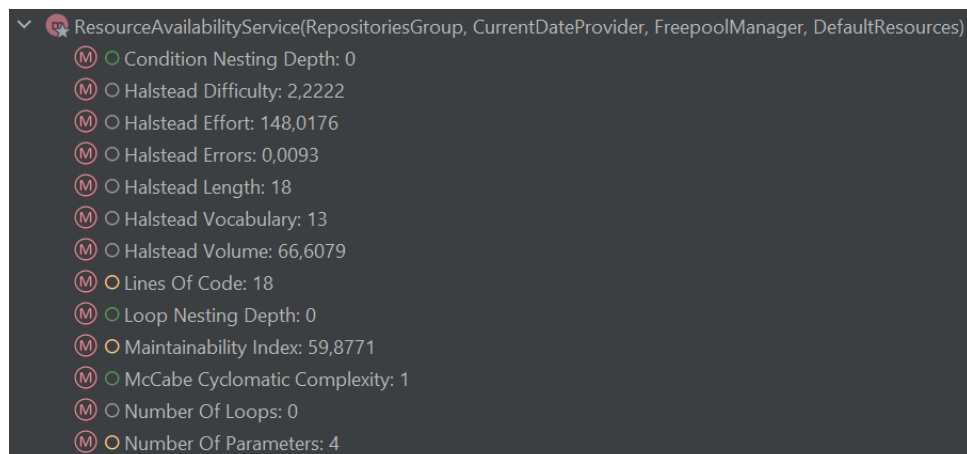 ResourceAvailabilityService(RepositoriesGroup, CurrentDateProvider, FreepoolManager, DefaultResources)
M Condition Nesting Depth: 0
M Halstead Difficulty: 2,2222
M Halstead Effort: 148,0176
M Halstead Errors: 0,0093
M Halstead Length: 18
M Halstead Vocabulary: 13
M Halstead Volume: 66,6079
M Lines Of Code: 18
M Loop Nesting Depth: 0
M Maintainability Index: 59,8771
M McCabe Cyclomatic Complexity: 1
M Number Of Loops: 0
M Number Of Parameters: 4